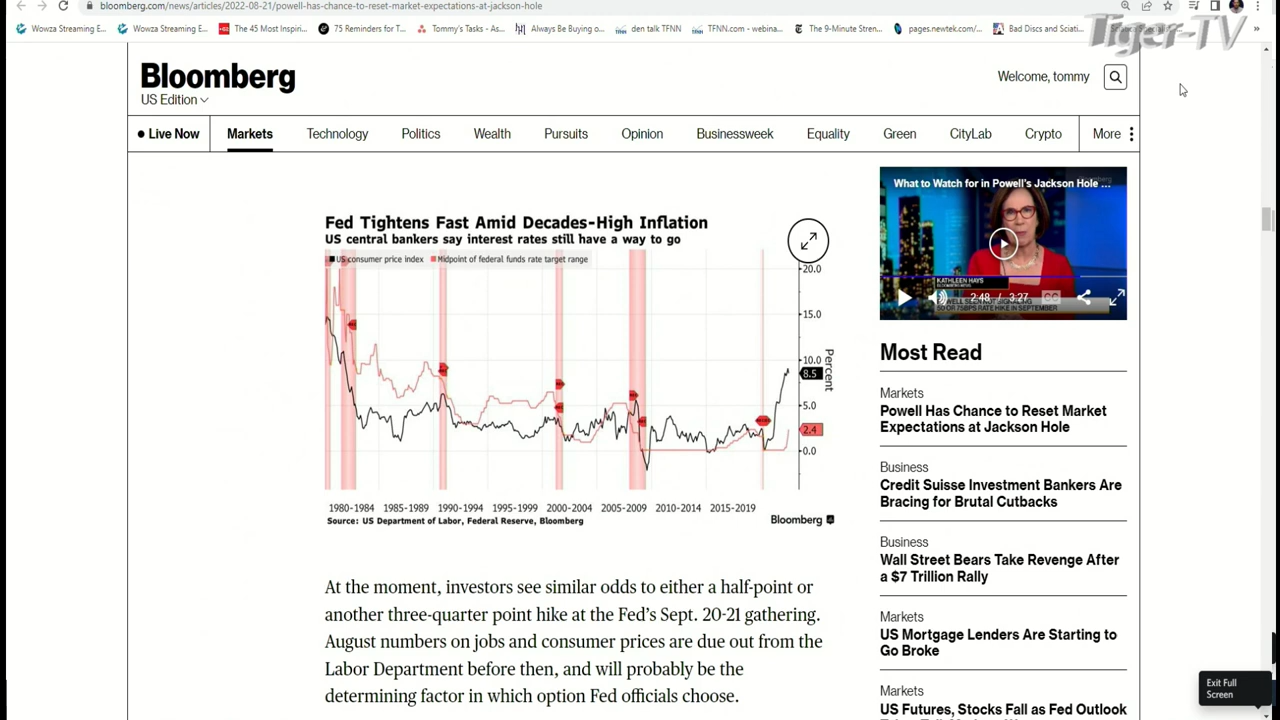 bloomberg.com/news/articles/2022-08-21/powell-has-chance-to-reset-market-expectations-at-jackson-hole
Wowza Streaming E...
Wowza Streaming E...
The 45 Most Inspiri...
75 Reminders for T...
Tommy's Tasks - As...
Always Be Buying o...
den talk TFNN
TFNN.com - webina...
The 9-Minute Stren...
pages.newtek.com/...
Bad Discs and Sciati...
Tiger-TV
Bloomberg
US Edition
Welcome, tommy
Live Now
Markets
Technology
Politics
Wealth
Pursuits
Opinion
Businessweek
Equality
Green
CityLab
Crypto
More
Fed Tightens Fast Amid Decades-High Inflation
US central bankers say interest rates still have a way to go
US consumer price index
Midpoint of federal funds rate target range
20.0
15.0
10.0
8.5
5.0
2.4
0.0
Percent
1980-1984
1985-1989
1990-1994
1995-1999
2000-2004
2005-2009
2010-2014
2015-2019
Source: US Department of Labor, Federal Reserve, Bloomberg
Bloomberg
At the moment, investors see similar odds to either a half-point or
another three-quarter point hike at the Fed's Sept. 20-21 gathering.
August numbers on jobs and consumer prices are due out from the
Labor Department before then, and will probably be the
determining factor in which option Fed officials choose.
What to Watch for in Powell's Jackson Hole ...
KATHLEEN HAYS
2:48 / 3:27
CC
50 OR 75BPS RATE HIKE IN SEPTEMBER
Most Read
Markets
Powell Has Chance to Reset Market
Expectations at Jackson Hole
Business
Credit Suisse Investment Bankers Are
Bracing for Brutal Cutbacks
Business
Wall Street Bears Take Revenge After
a $7 Trillion Rally
Markets
US Mortgage Lenders Are Starting to
Go Broke
Markets
US Futures, Stocks Fall as Fed Outlook
Exit Full
Screen